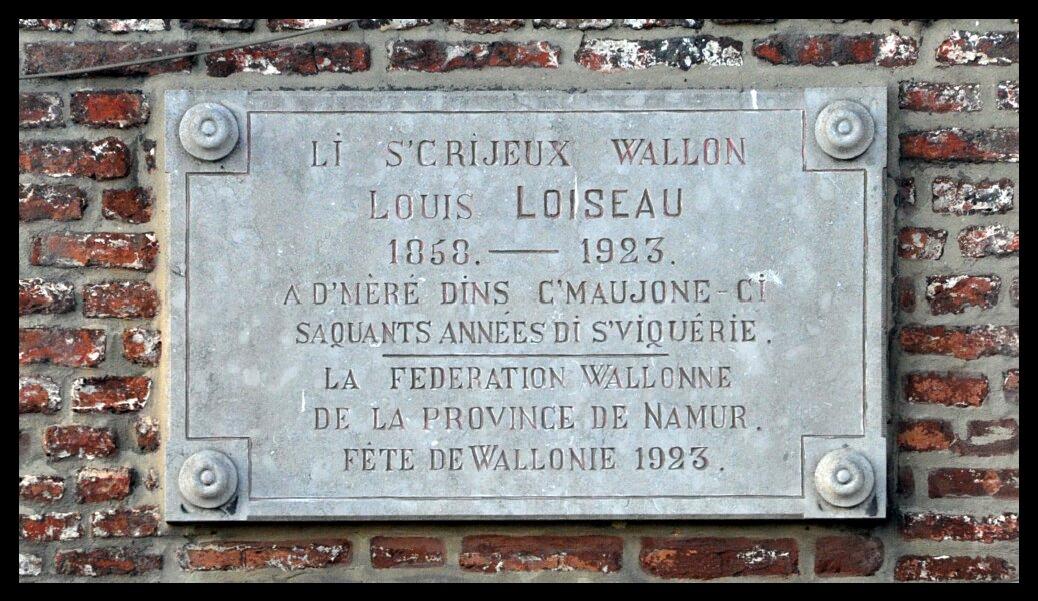 Li S'CRIJEUX WALLON
LOUIS LOISEAU
1858. — 1923.
A D'MÈRÉ DiNS C'MAUJONE-Ci
SAQUANTS ANNÉES Di S'ViQUÉRIE.
LA FEDERATION WALLONNE
DE LA PROVINCE DE NAMUR.
FÊTE DE WALLONIE 1923.